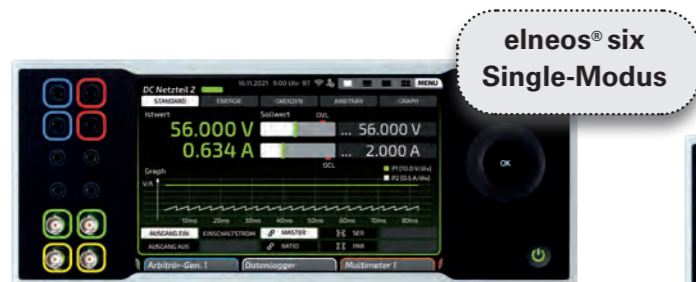 elneos® six
Single-Modus
DC Netzteil 2
16.11.2021 9:00 Uhr BT
MENU
STANDARD ENERGIE GRENZEN ARBITRÄR GRAPH
Istwert Sollwert OVL
56.000 V ... 56.000 V
0.634 A ... 2.000 A
OCL
Graph P1 [10.0 V/div]
V/A P2 [0.5 A/div]
10ms 20ms 30ms 40ms 50ms 60ms 70ms 80ms
AUSGANG EIN EINSCHALTSTROM MASTER SER
AUSGANG AUS RATIO PAR
Arbiträr-Gen. 1 Datenlogger Multimeter 1
OK